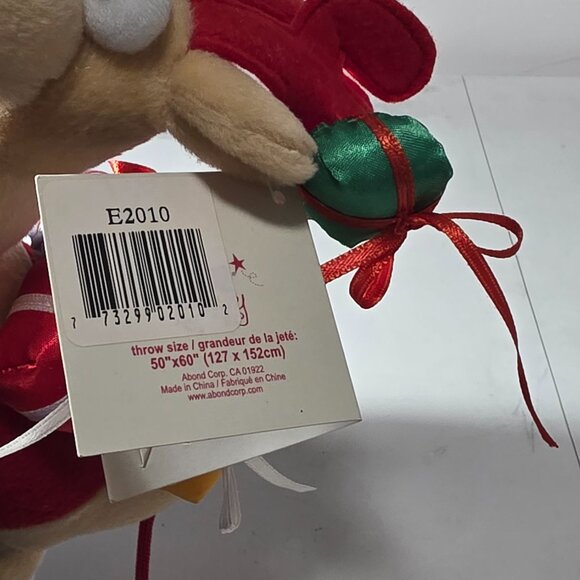 E2010
7 73299 02010 2
throw size / grandeur de la jeté:
50"x60" (127 x 152cm)
Abond Corp. CA 01922
Made in China / Fabriqué en Chine
www.abondcorp.com